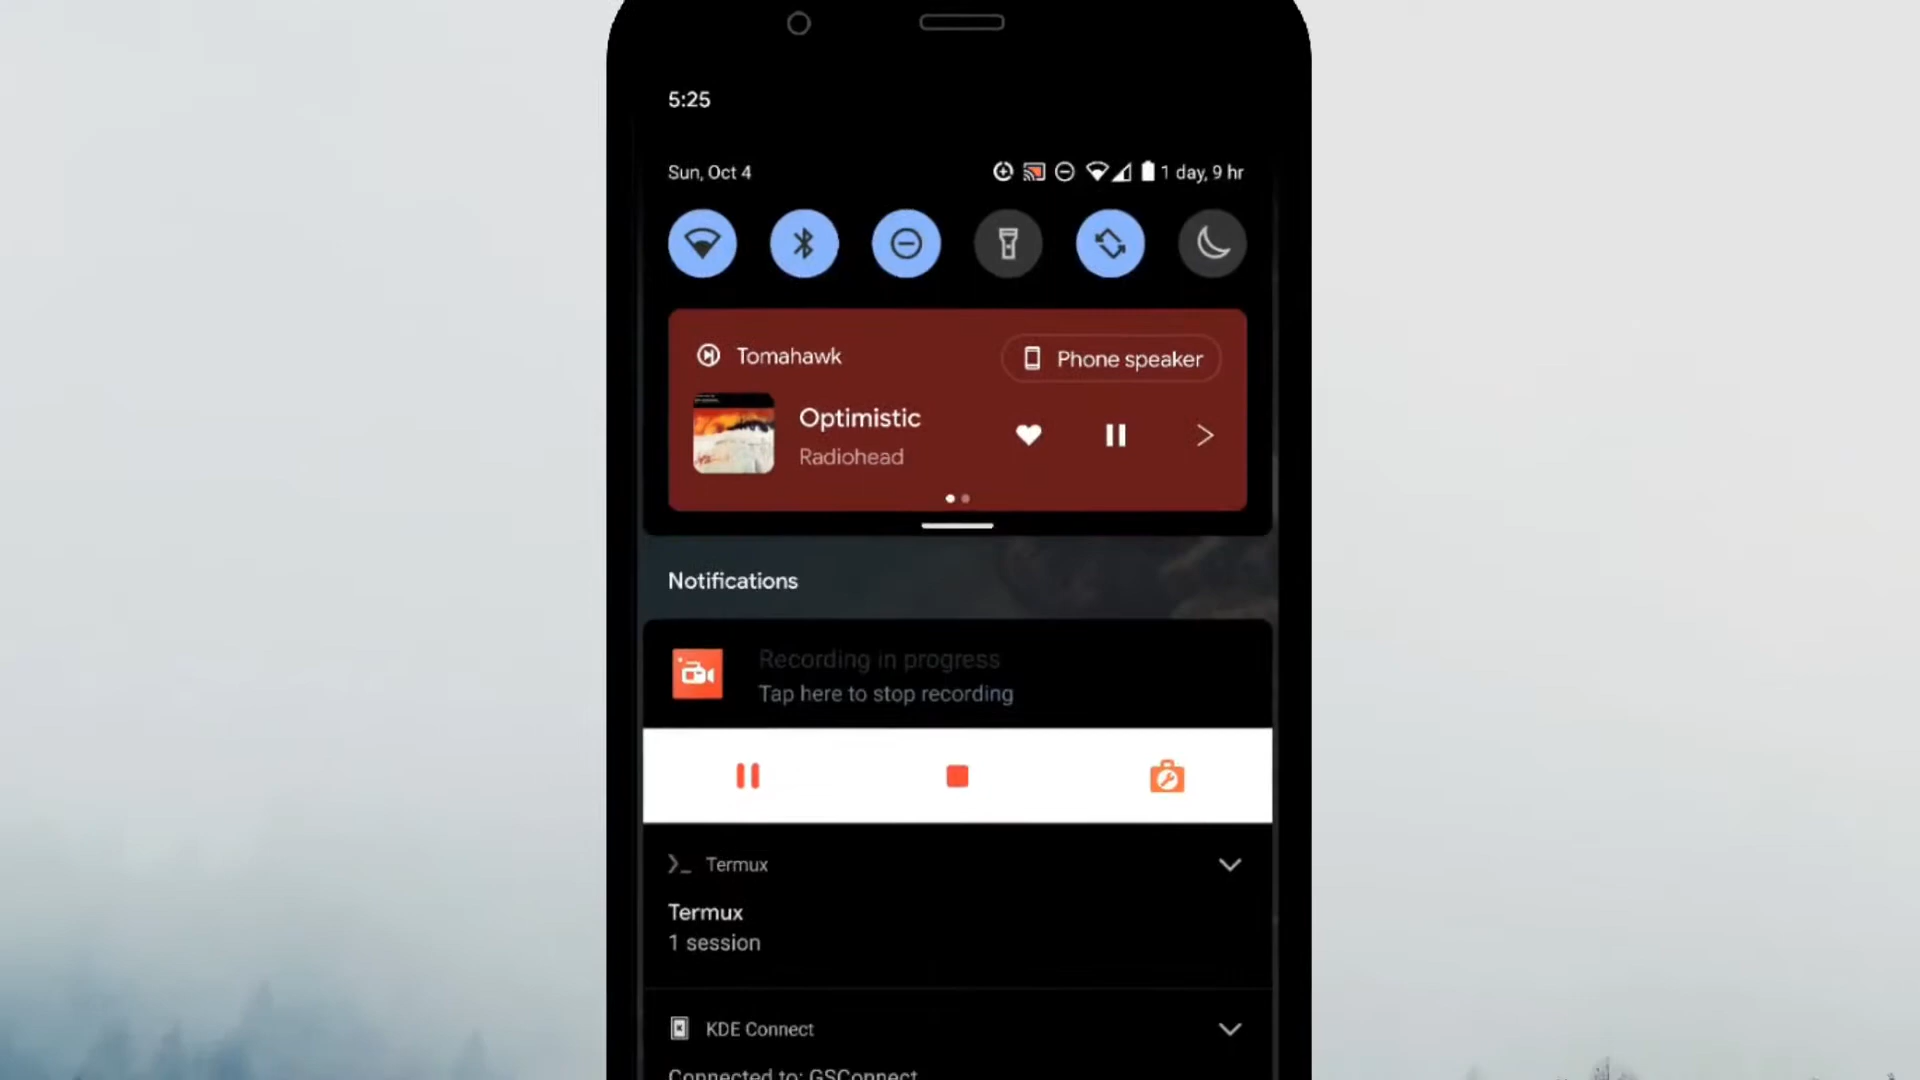 5:25
Sun, Oct 4
1 day, 9 hr
Tomahawk
Phone speaker
Optimistic
Radiohead
Notifications
Recording in progress
Tap here to stop recording
Termux
Termux
1 session
KDE Connect
Connected to: GSConnect